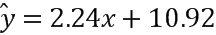 ŷ = 2.24x + 10.92